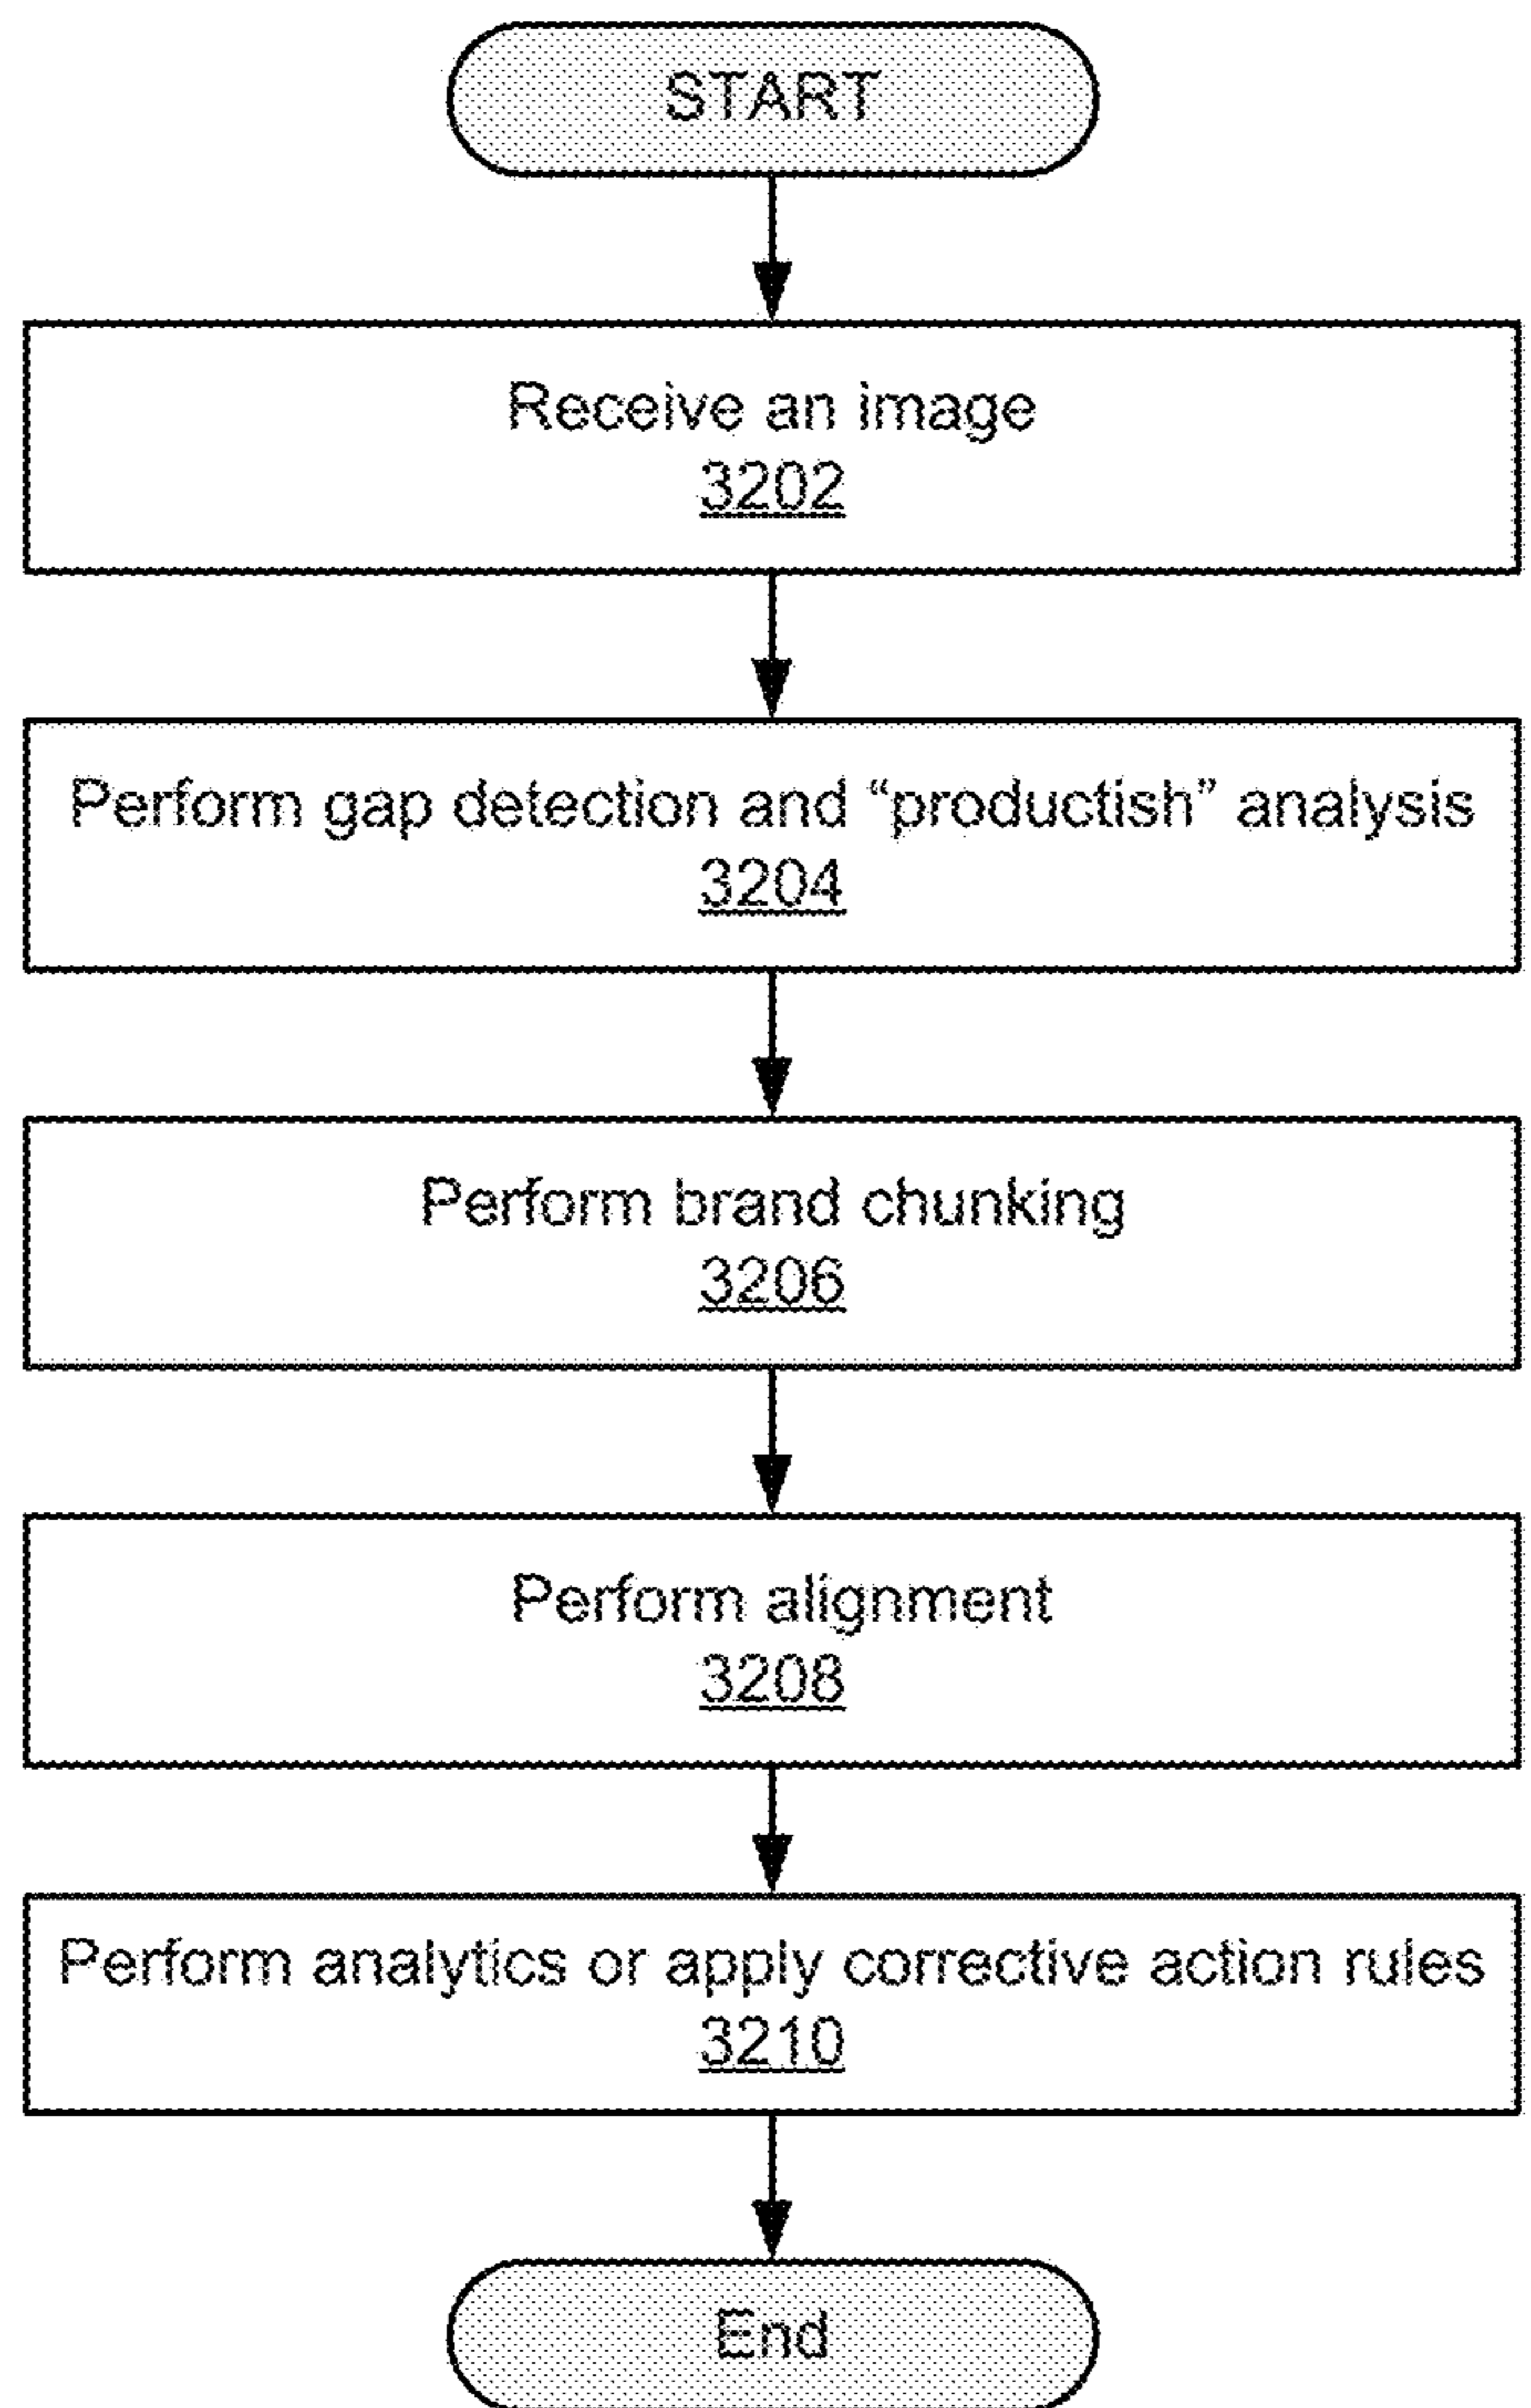 START
Receive an image
3202
Perform gap detection and “productish” analysis
3204
Perform brand chunking
3206
Perform alignment
3208
Perform analytics or apply corrective action rules
3210
End